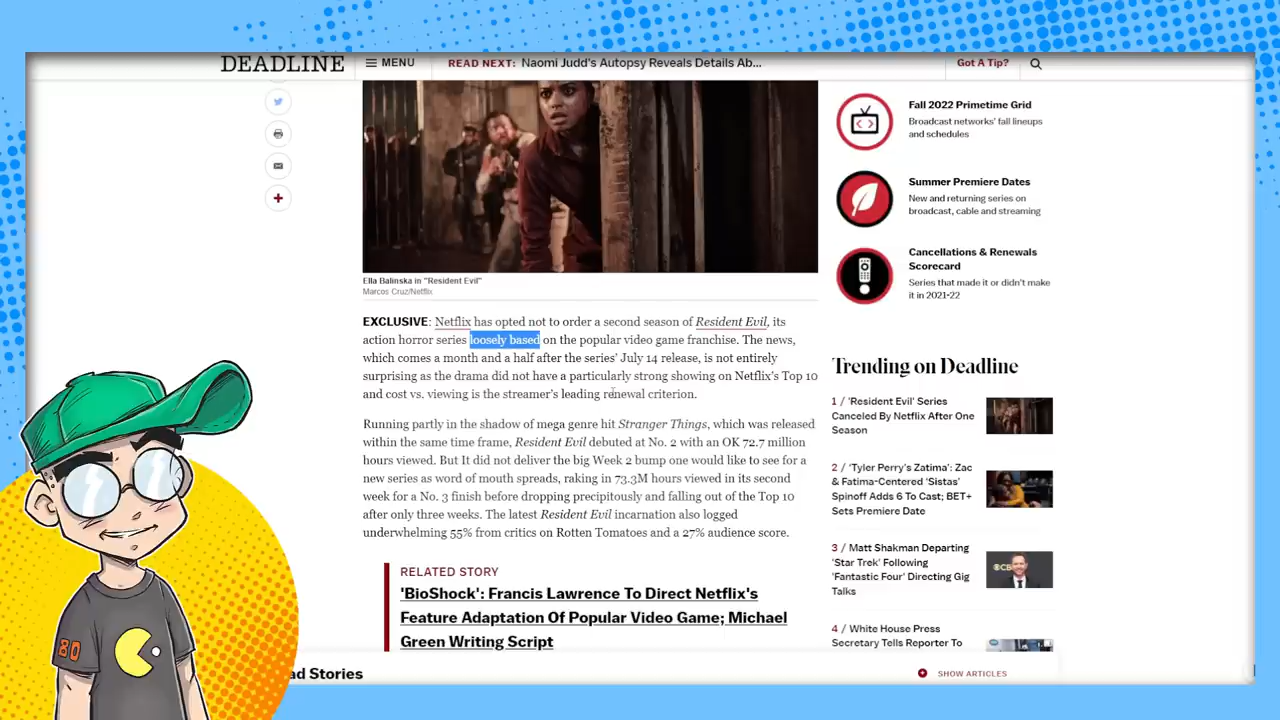 DEADLINE
MENU
READ NEXT: Naomi Judd's Autopsy Reveals Details Ab...
Got A Tip?
Ella Balinska in "Resident Evil"
Marcos Cruz/Netflix
EXCLUSIVE: Netflix has opted not to order a second season of Resident Evil, its
action horror series loosely based on the popular video game franchise. The news,
which comes a month and a half after the series' July 14 release, is not entirely
surprising as the drama did not have a particularly strong showing on Netflix's Top 10
and cost vs. viewing is the streamer's leading renewal criterion.
Running partly in the shadow of mega genre hit Stranger Things, which was released
within the same time frame, Resident Evil debuted at No. 2 with an OK 72.7 million
hours viewed. But It did not deliver the big Week 2 bump one would like to see for a
new series as word of mouth spreads, raking in 73.3M hours viewed in its second
week for a No. 3 finish before dropping precipitously and falling out of the Top 10
after only three weeks. The latest Resident Evil incarnation also logged
underwhelming 55% from critics on Rotten Tomatoes and a 27% audience score.
RELATED STORY
'BioShock': Francis Lawrence To Direct Netflix's
Feature Adaptation Of Popular Video Game; Michael
Green Writing Script
Fall 2022 Primetime Grid
Broadcast networks' fall lineups
and schedules
Summer Premiere Dates
New and returning series on
broadcast, cable and streaming
Cancellations & Renewals
Scorecard
Series that made it or didn't make
it in 2021-22
Trending on Deadline
1 / 'Resident Evil' Series
Canceled By Netflix After One
Season
2 / 'Tyler Perry's Zatima': Zac
& Fatima-Centered 'Sistas'
Spinoff Adds 6 To Cast; BET+
Sets Premiere Date
3 / Matt Shakman Departing
'Star Trek' Following
'Fantastic Four' Directing Gig
Talks
4 / White House Press
Secretary Tells Reporter To
ad Stories
SHOW ARTICLES
80